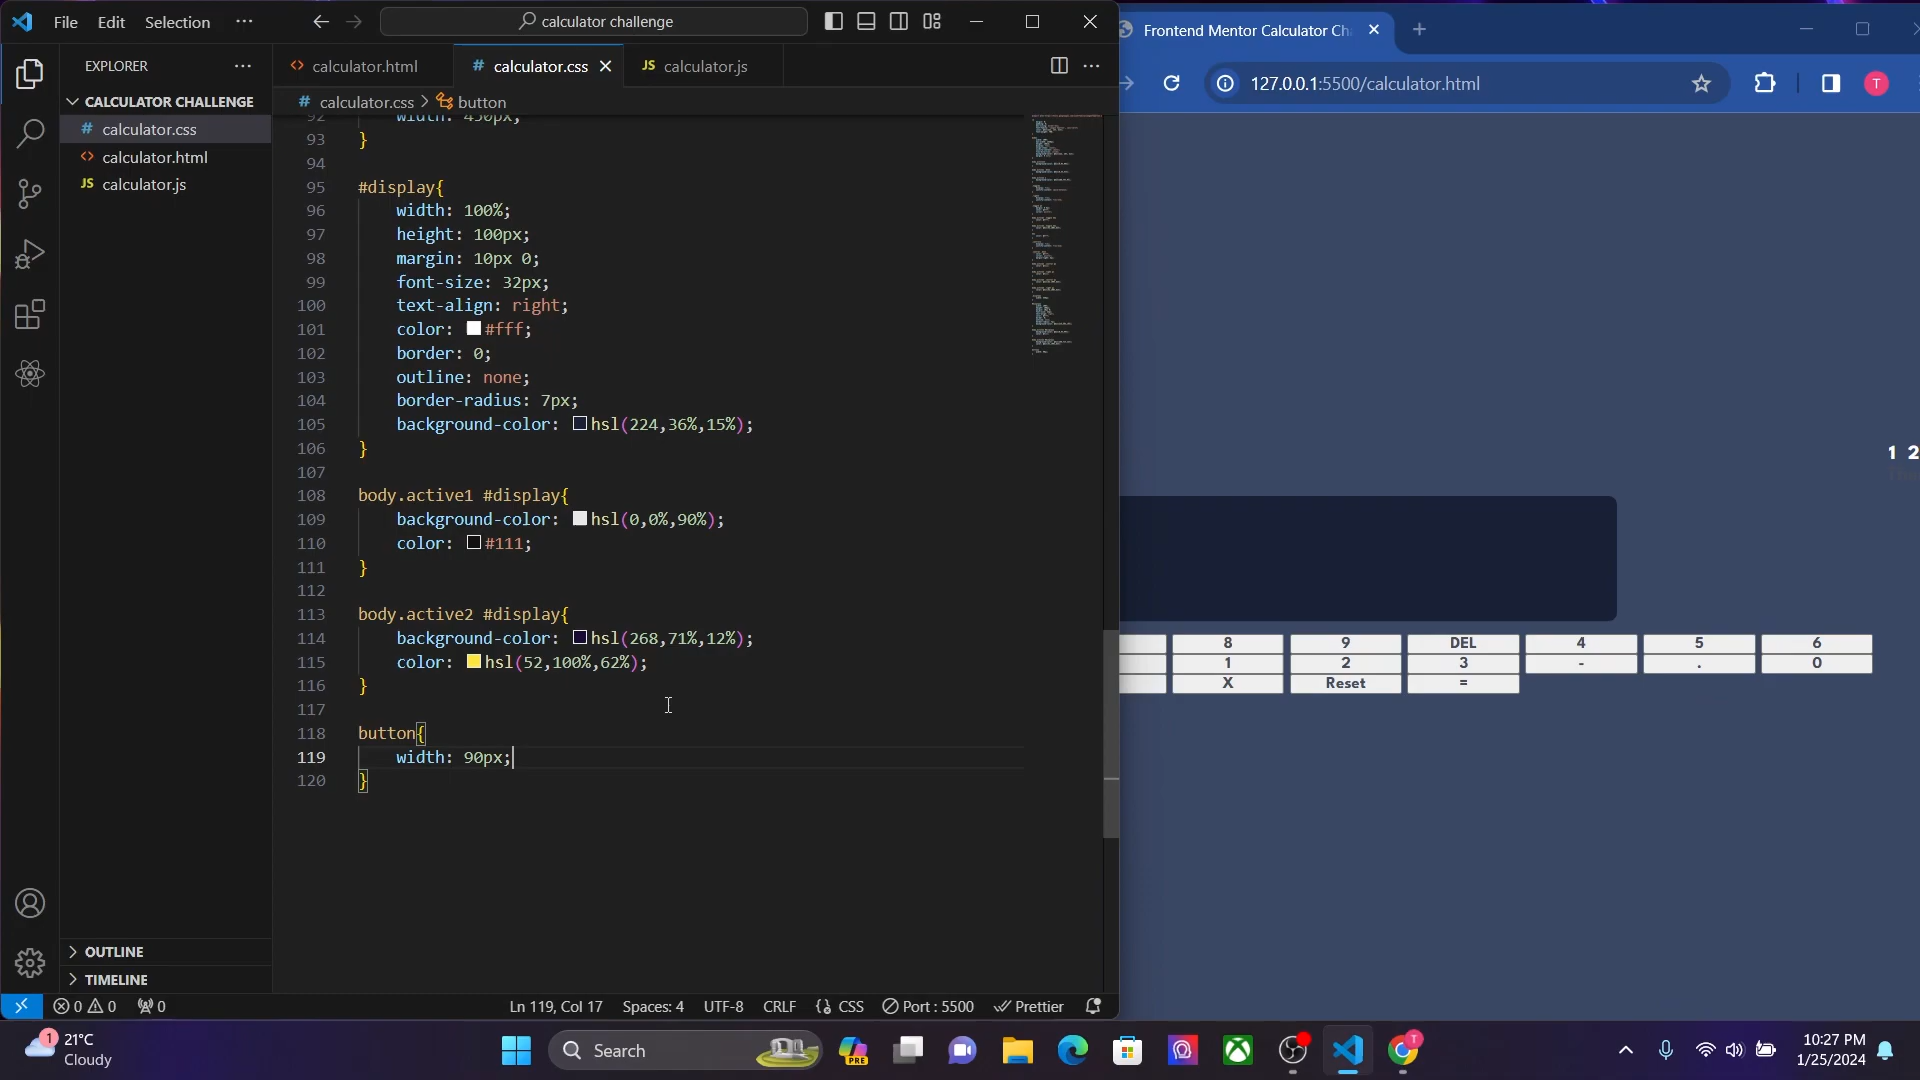 File Edit Selection ···
calculator challenge
EXPLORER ···
calculator.html
calculator.css
calculator.js
CALCULATOR CHALLENGE
calculator.css
calculator.html
calculator.js
calculator.css > button
92 width: 450px;
93 }
94
95 #display{
96 width: 100%;
97 height: 100px;
98 margin: 10px 0;
99 font-size: 32px;
100 text-align: right;
101 color: #fff;
102 border: 0;
103 outline: none;
104 border-radius: 7px;
105 background-color: hsl(224,36%,15%);
106 }
107
108 body.active1 #display{
109 background-color: hsl(0,0%,90%);
110 color: #111;
111 }
112
113 body.active2 #display{
114 background-color: hsl(268,71%,12%);
115 color: hsl(52,100%,62%);
116 }
117
118 button{
119 width: 90px;
120 }
OUTLINE
TIMELINE
0 0 0
Ln 119, Col 17 Spaces: 4 UTF-8 CRLF {} CSS Port : 5500 Prettier
Frontend Mentor Calculator Ch
127.0.0.1:5500/calculator.html
T
1 2
8 9 DEL 4 5 6
1 2 3 - . 0
X Reset =
1
21°C
Cloudy
Search
PRE
T
10:27 PM
1/25/2024